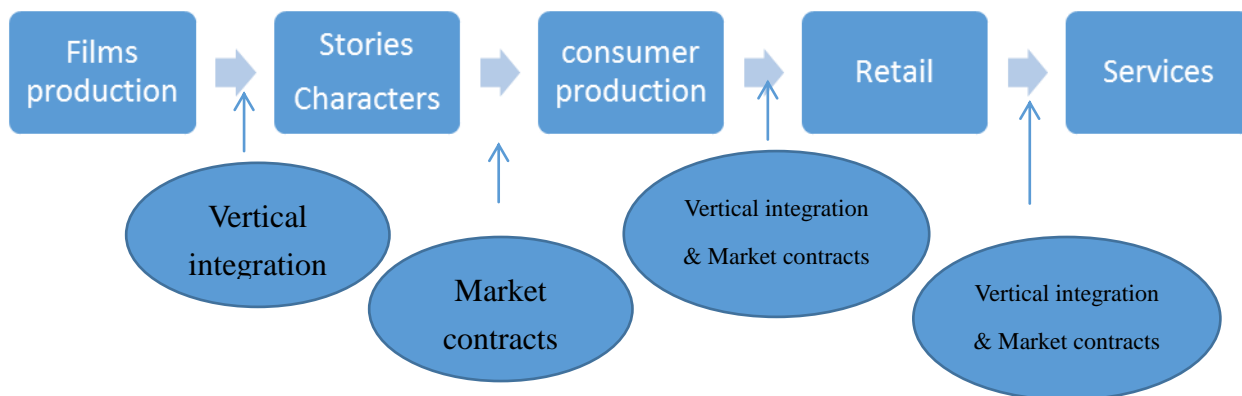 Films
production
Stories
Characters
consumer
production
Retail
Services
Vertical
integration
Market
contracts
Vertical integration
& Market contracts
Vertical integration
& Market contracts